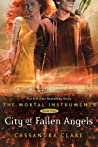 THE MORTAL INSTRUMENTS
City of Fallen Angels
CASSANDRA CLARE